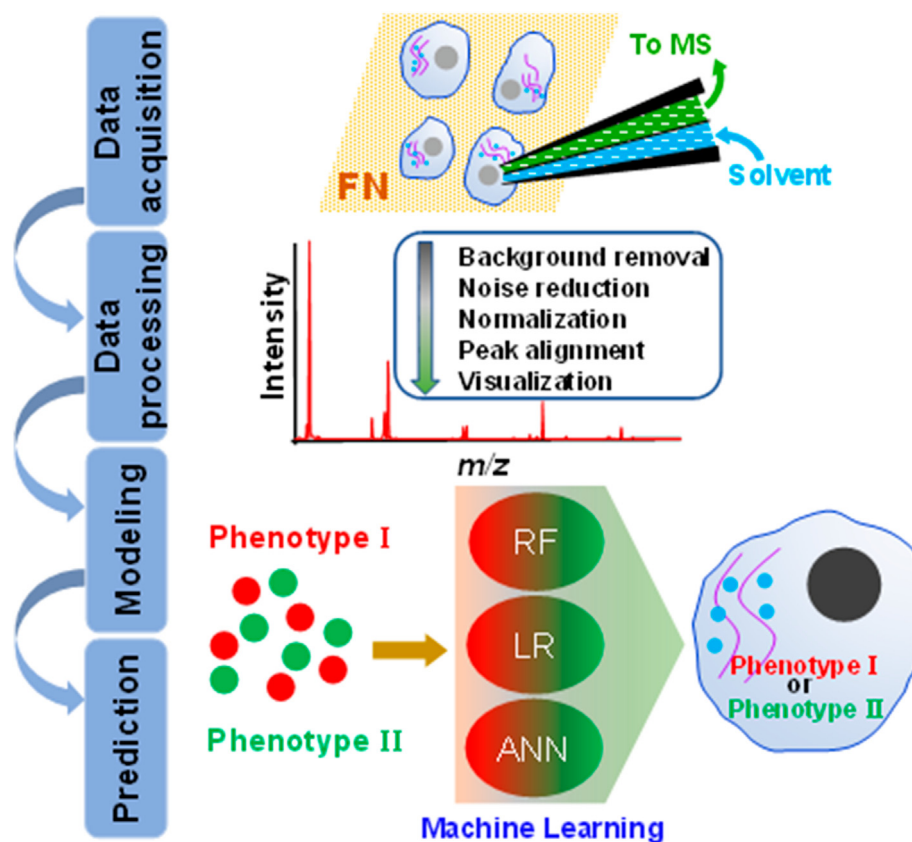 Data
acquisition
Data
processing
Modeling
Prediction
To MS
Solvent
FN
Intensity
Background removal
Noise reduction
Normalization
Peak alignment
Visualization
m/z
Phenotype I
Phenotype II
RF
LR
ANN
Machine Learning
Phenotype I
or
Phenotype II